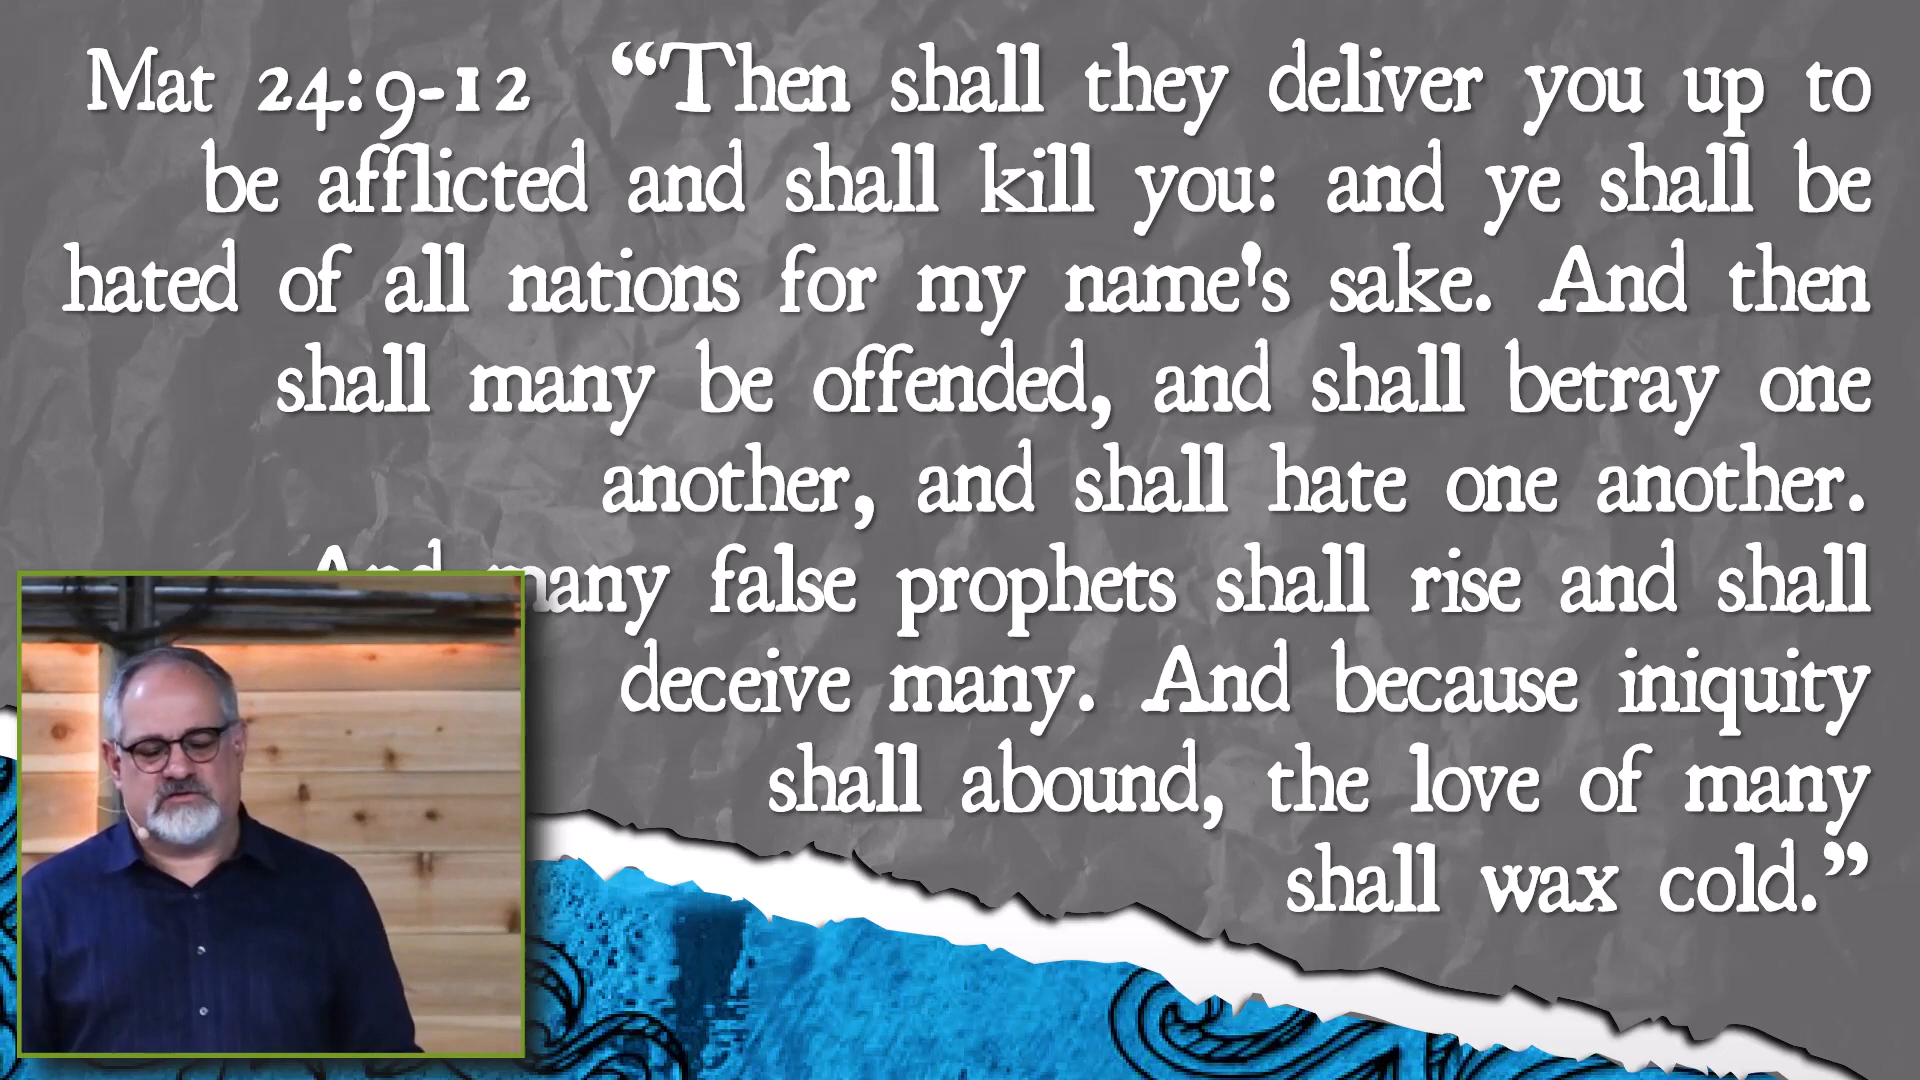 Mat 24:9-12 “Then shall they deliver you up to
be afflicted and shall kill you: and ye shall be
hated of all nations for my name's sake. And then
shall many be offended, and shall betray one
another, and shall hate one another.
And many false prophets shall rise and shall
deceive many. And because iniquity
shall abound, the love of many
shall wax cold.”